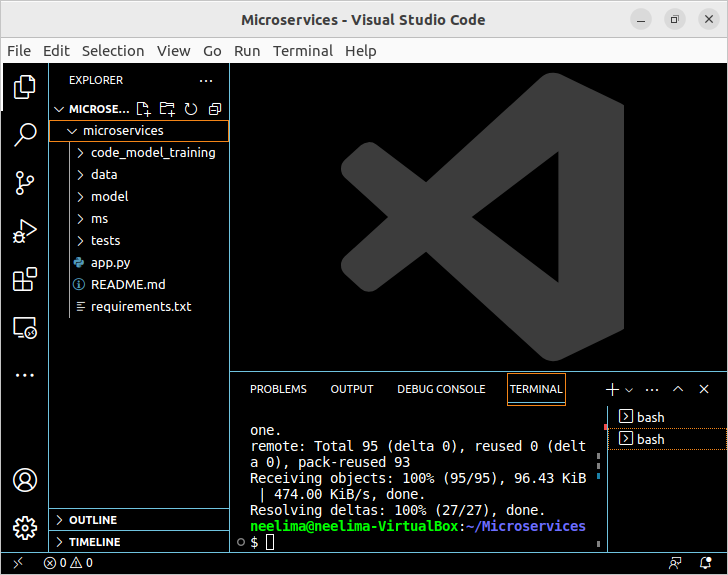 Microservices - Visual Studio Code
File Edit Selection View Go Run Terminal Help
EXPLORER
MICROSE...
microservices
code_model_training
data
model
ms
tests
app.py
README.md
requirements.txt
OUTLINE
TIMELINE
PROBLEMS OUTPUT DEBUG CONSOLE TERMINAL
one.
remote: Total 95 (delta 0), reused 0 (delt
a 0), pack-reused 93
Receiving objects: 100% (95/95), 96.43 KiB
| 474.00 KiB/s, done.
Resolving deltas: 100% (27/27), done.
neelima@neelima-VirtualBox:~/Microservices
$
bash
bash
0 0